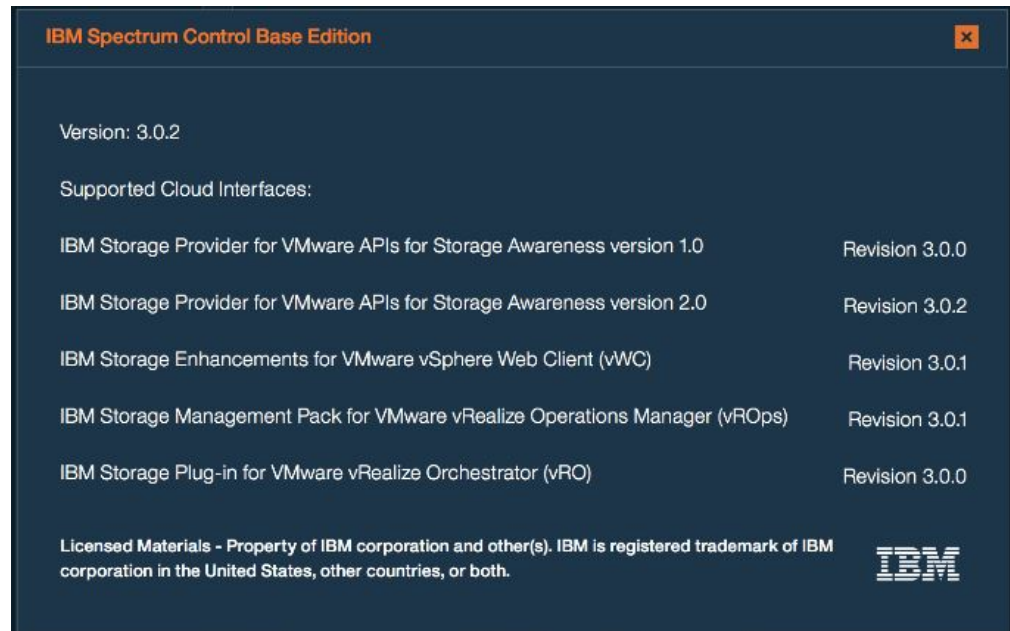 IBM Spectrum Control Base Edition
Version: 3.0.2
Supported Cloud Interfaces:
IBM Storage Provider for VMware APIs for Storage Awareness version 1.0 Revision 3.0.0
IBM Storage Provider for VMware APIs for Storage Awareness version 2.0 Revision 3.0.2
IBM Storage Enhancements for VMware vSphere Web Client (vWC) Revision 3.0.1
IBM Storage Management Pack for VMware vRealize Operations Manager (vROps) Revision 3.0.1
IBM Storage Plug-in for VMware vRealize Orchestrator (vRO) Revision 3.0.0
Licensed Materials - Property of IBM corporation and other(s). IBM is registered trademark of IBM
corporation in the United States, other countries, or both.
IBM